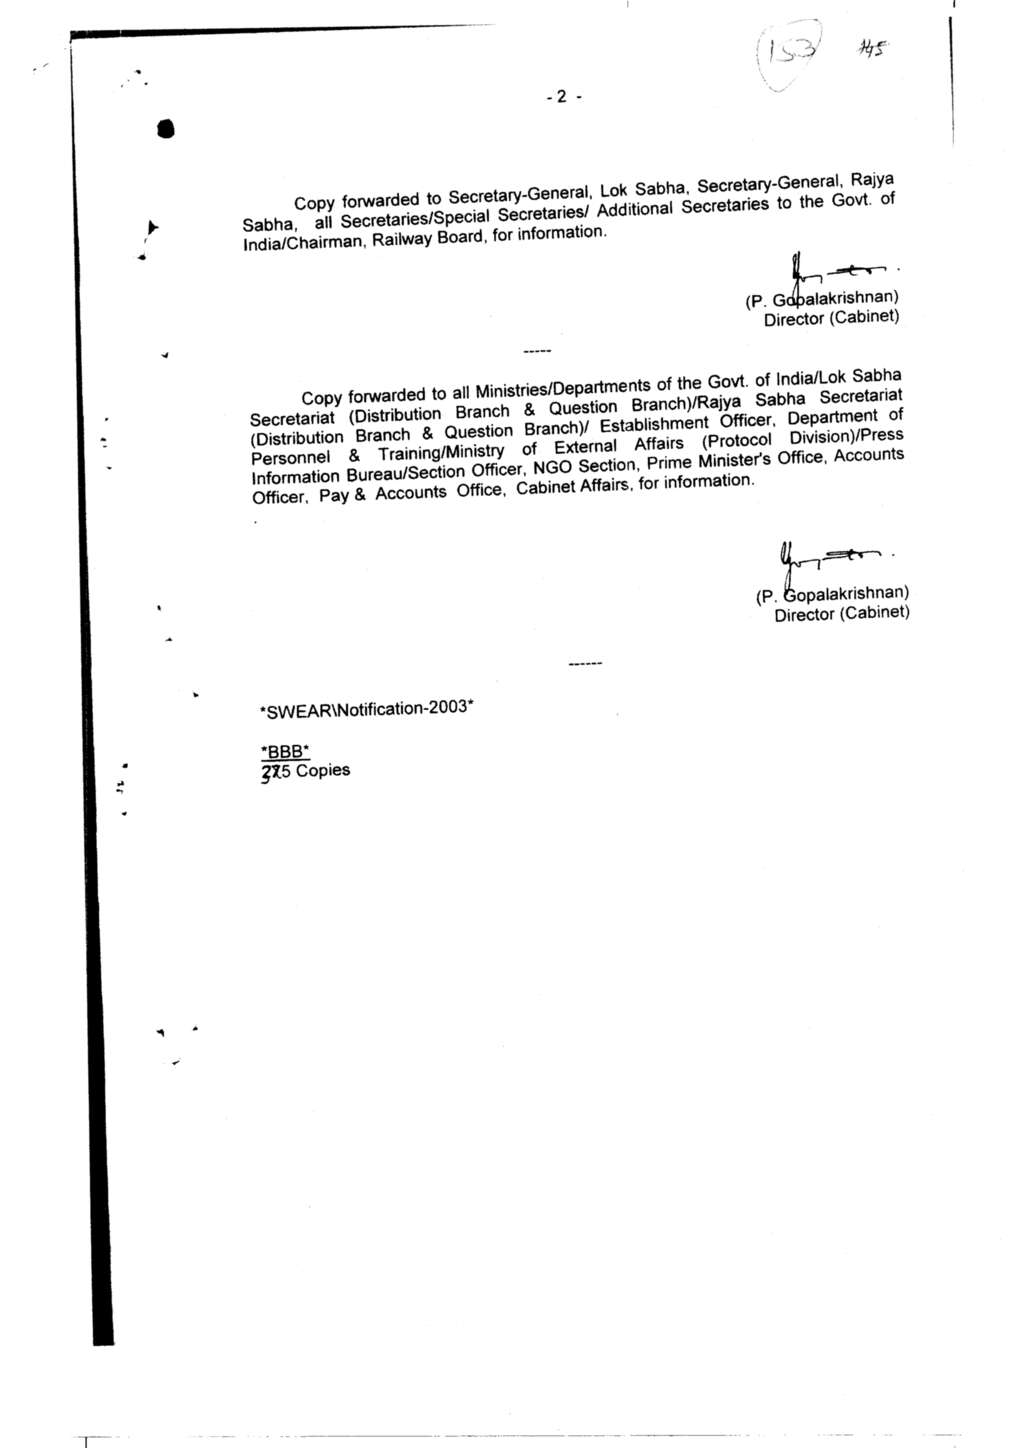 153
- 2 -
Copy forwarded to Secretary-General, Lok Sabha, Secretary-General, Rajya
Sabha, all Secretaries/Special Secretaries/ Additional Secretaries to the Govt. of
India/Chairman, Railway Board, for information.
(P. Gopalakrishnan)
Director (Cabinet)
-----
Copy forwarded to all Ministries/Departments of the Govt. of India/Lok Sabha
Secretariat (Distribution Branch & Question Branch)/Rajya Sabha Secretariat
(Distribution Branch & Question Branch)/ Establishment Officer, Department of
Personnel & Training/Ministry of External Affairs (Protocol Division)/Press
Information Bureau/Section Officer, NGO Section, Prime Minister's Office, Accounts
Officer, Pay & Accounts Office, Cabinet Affairs, for information.
(P. Gopalakrishnan)
Director (Cabinet)
------
*SWEAR\Notification-2003*
*BBB*
Copies